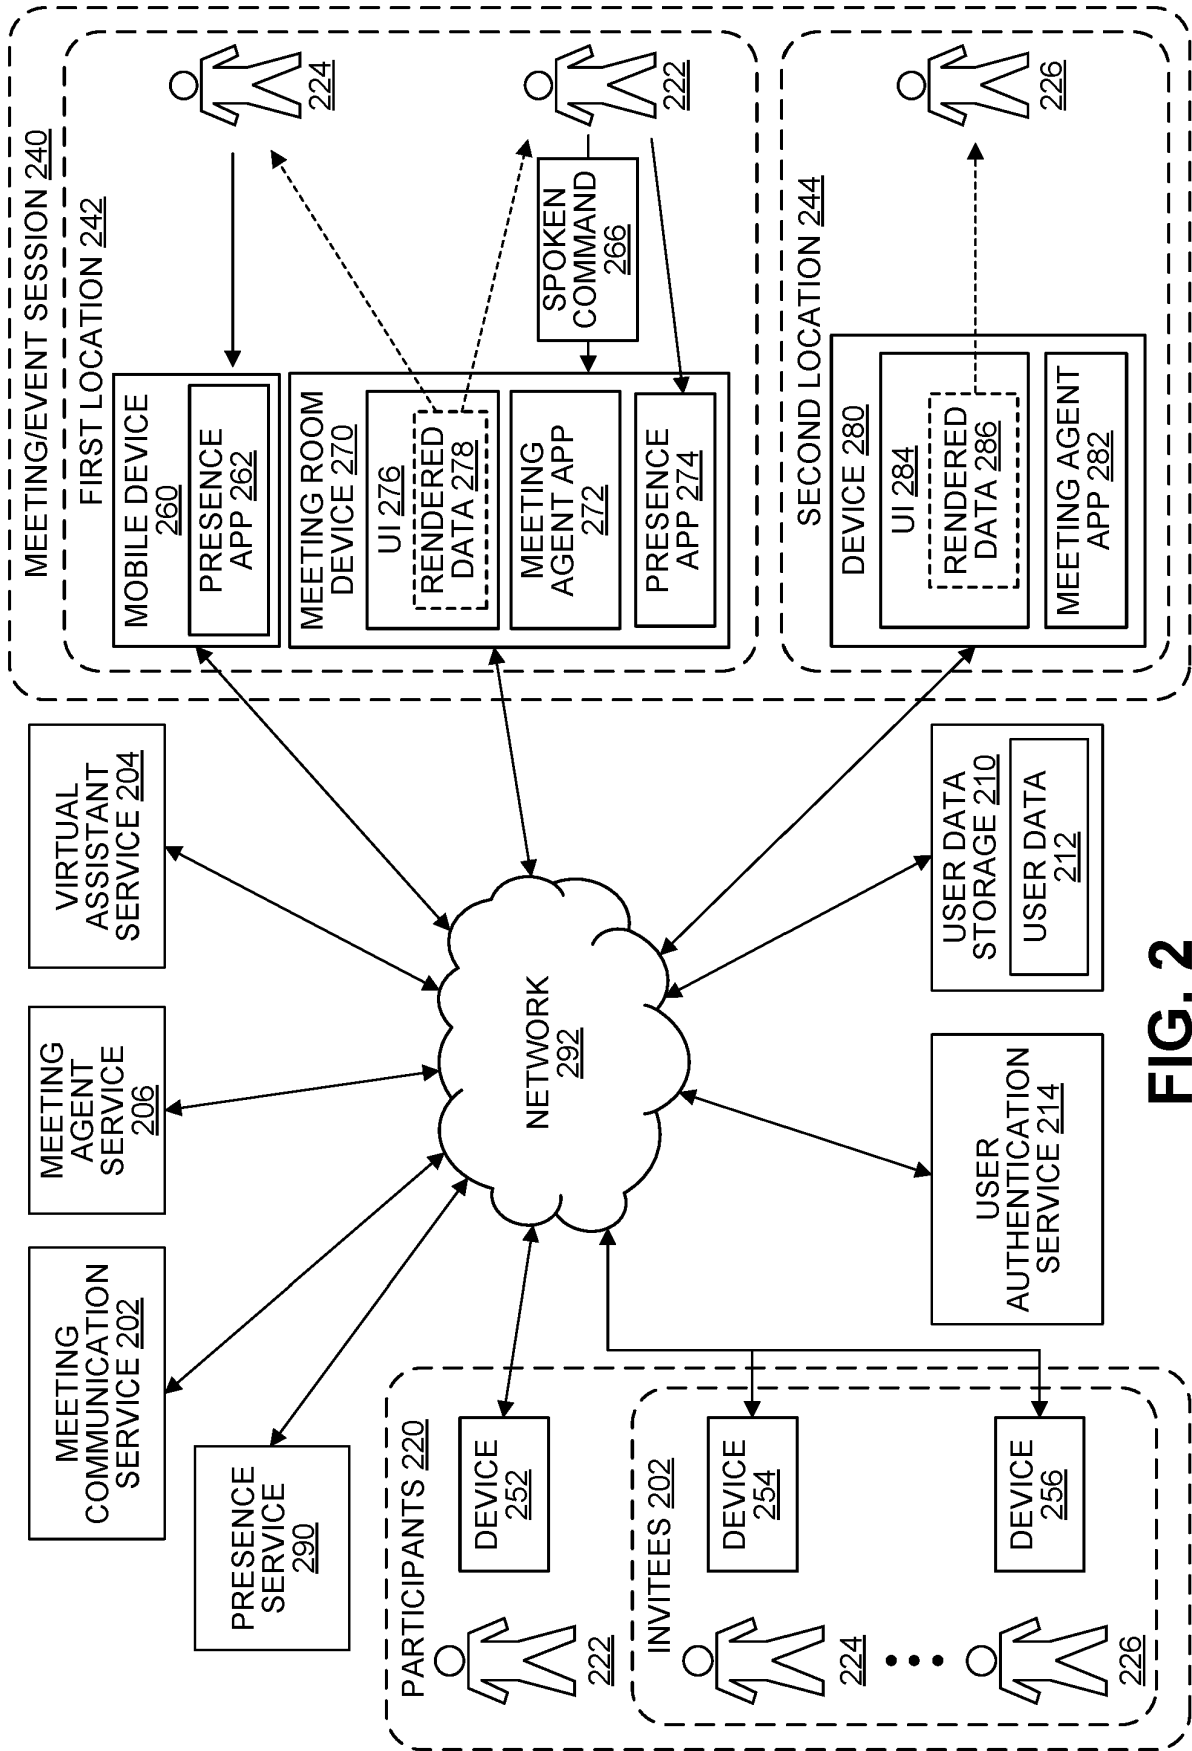 MEETING
COMMUNICATION
SERVICE 202
MEETING
AGENT
SERVICE
206
VIRTUAL
ASSISTANT
SERVICE 204
PRESENCE
SERVICE
290
PARTICIPANTS 220
DEVICE
252
222
INVITEES 202
DEVICE
254
224
DEVICE
256
226
NETWORK
292
USER
AUTHENTICATION
SERVICE 214
USER DATA
STORAGE 210
USER DATA
212
MEETING/EVENT SESSION 240
FIRST LOCATION 242
MOBILE DEVICE
260
PRESENCE
APP 262
224
MEETING ROOM
DEVICE 270
UI 276
RENDERED
DATA 278
MEETING
AGENT APP
272
PRESENCE
APP 274
SPOKEN
COMMAND
266
222
SECOND LOCATION 244
DEVICE 280
UI 284
RENDERED
DATA 286
MEETING AGENT
APP 282
226
FIG. 2